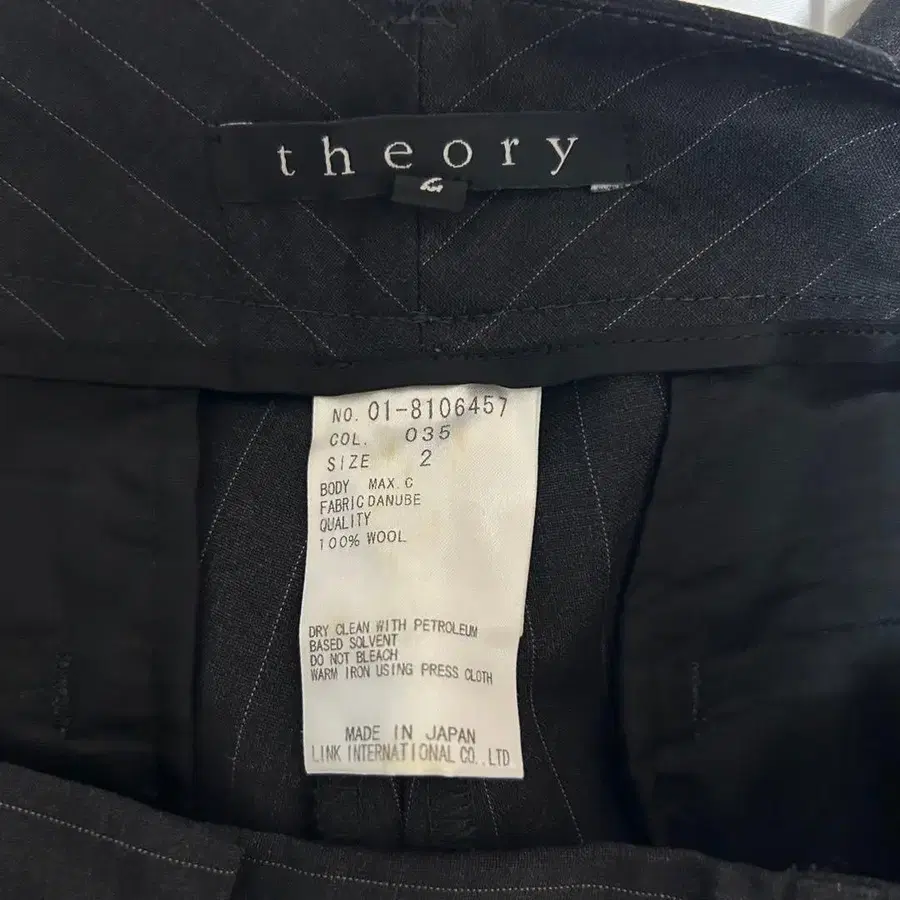 theory
2
NO. 01-8106457
COL. 035
SIZE 2
BODY MAX. C
FABRIC DANUBE
QUALITY
100% WOOL
DRY CLEAN WITH PETROLEUM
BASED SOLVENT
DO NOT BLEACH
WARM IRON USING PRESS CLOTH
MADE IN JAPAN
LINK INTERNATIONAL CO.,LTD